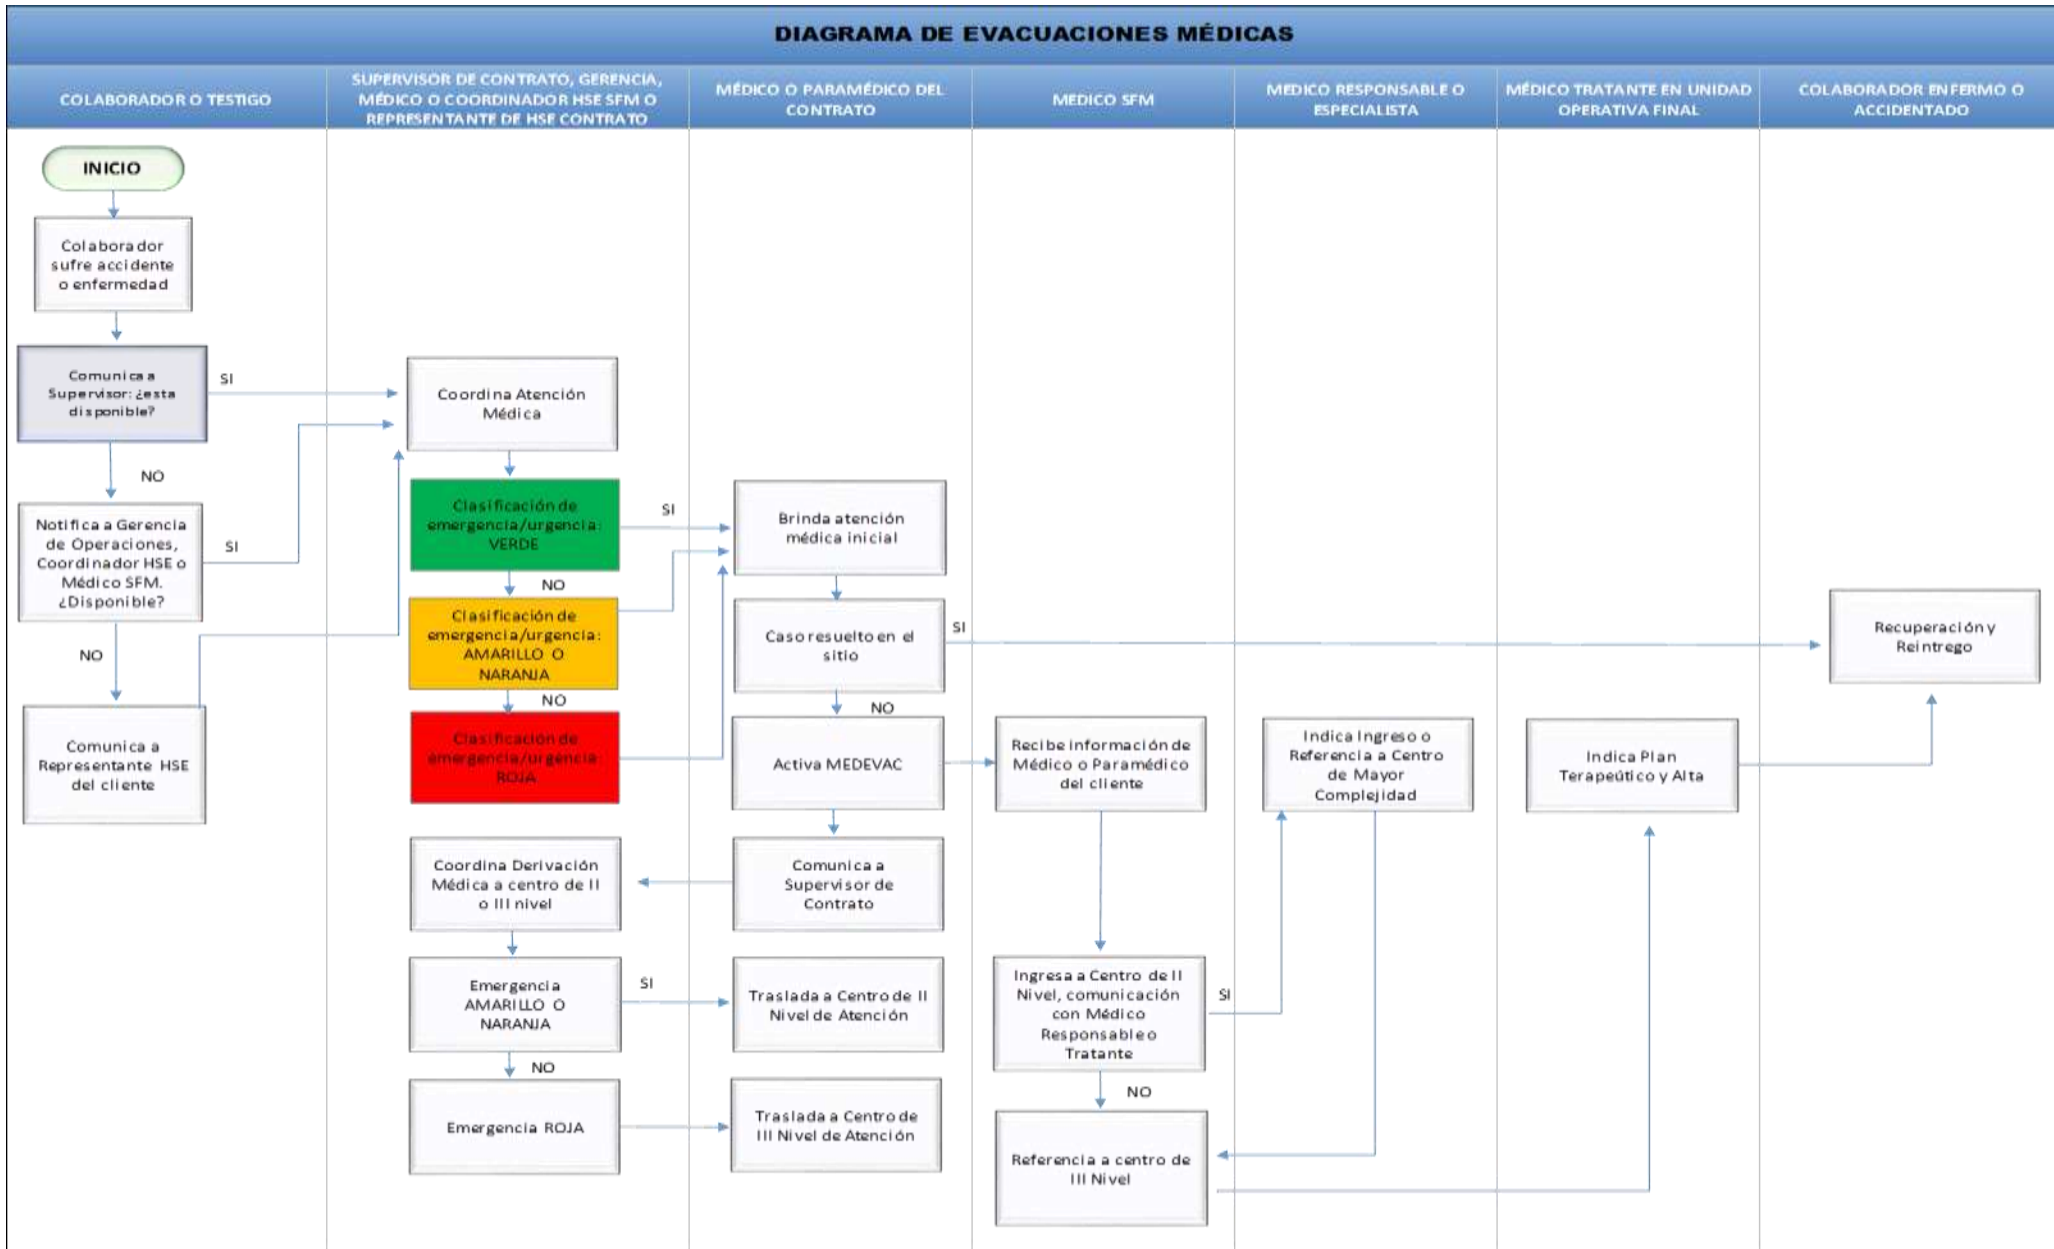 DIAGRAMA DE EVACUACIONES MÉDICAS
COLABORADOR O TESTIGO
SUPERVISOR DE CONTRATO, GERENCIA,
MÉDICO O COORDINADOR HSE SFM O
REPRESENTANTE DE HSE CONTRATO
MÉDICO O PARAMÉDICO DEL
CONTRATO
MEDICO SFM
MEDICO RESPONSABLE O
ESPECIALISTA
MÉDICO TRATANTE EN UNIDAD
OPERATIVA FINAL
COLABORADOR ENFERMO O
ACCIDENTADO
INICIO
Colaborador
sufre accidente
o enfermedad
Comunica a
Supervisor: ¿esta
disponible?
SI
NO
Notifica a Gerencia
de Operaciones,
Coordinador HSE o
Médico SFM.
¿Disponible?
SI
NO
Comunica a
Representante HSE
del cliente
Coordina Atención
Médica
Clasificación de
emergencia/urgencia:
VERDE
SI
NO
Clasificación de
emergencia/urgencia:
AMARILLO O
NARANJA
NO
Clasificación de
emergencia/urgencia:
ROJA
Coordina Derivación
Médica a centro de II
o III nivel
Emergencia
AMARILLO O
NARANJA
SI
NO
Emergencia ROJA
Brinda atención
médica inicial
Caso resuelto en el
sitio
SI
NO
Activa MEDEVAC
Comunica a
Supervisor de
Contrato
Traslada a Centro de II
Nivel de Atención
Traslada a Centro de
III Nivel de Atención
Recibe información de
Médico o Paramédico
del cliente
Ingresa a Centro de II
Nivel, comunicación
con Médico
Responsable o
Tratante
SI
NO
Referencia a centro de
III Nivel
Indica Ingreso o
Referencia a Centro
de Mayor
Complejidad
Indica Plan
Terapeútico y Alta
Recuperación y
Reintrego